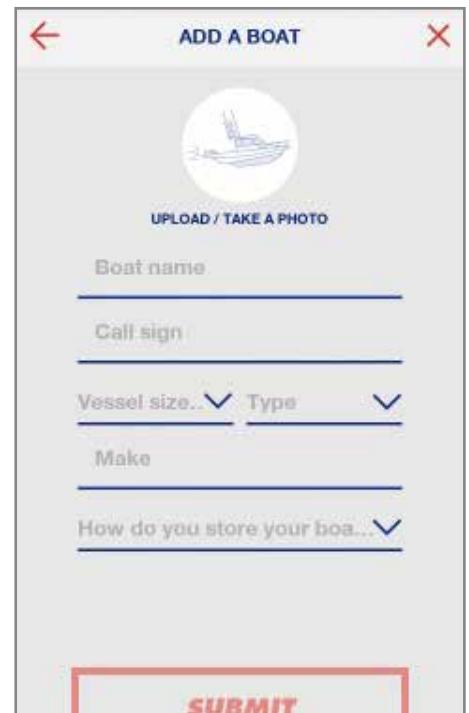 ADD A BOAT
UPLOAD / TAKE A PHOTO
Boat name
Call sign
Vessel size.. Type
Make
How do you store your boa...
SUBMIT